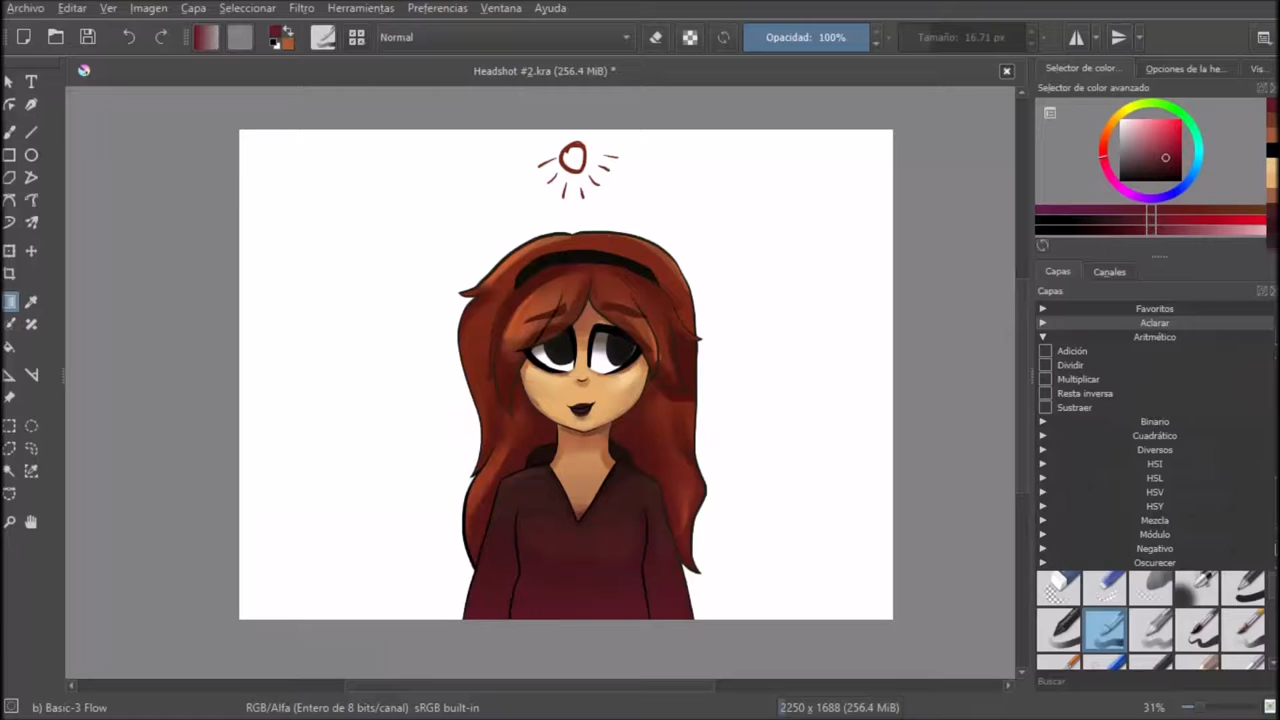 Archivo Editar Ver Imagen Capa Seleccionar Filtro Herramientas Preferencias Ventana Ayuda
Normal Opacidad: 100% Tamaño: 16.71 px
Headshot #2.kra (256.4 MiB) *
Selector de color... Opciones de la he... Vis...
Selector de color avanzado
Capas Canales
Capas
Favoritos
Aclarar
Aritmético
Adición
Dividir
Multiplicar
Resta inversa
Sustraer
Binario
Cuadrático
Diversos
HSI
HSL
HSV
HSY
Mezcla
Módulo
Negativo
Oscurecer
Buscar
b) Basic-3 Flow RGB/Alfa (Entero de 8 bits/canal) sRGB built-in 2250 x 1688 (256.4 MiB) 31%